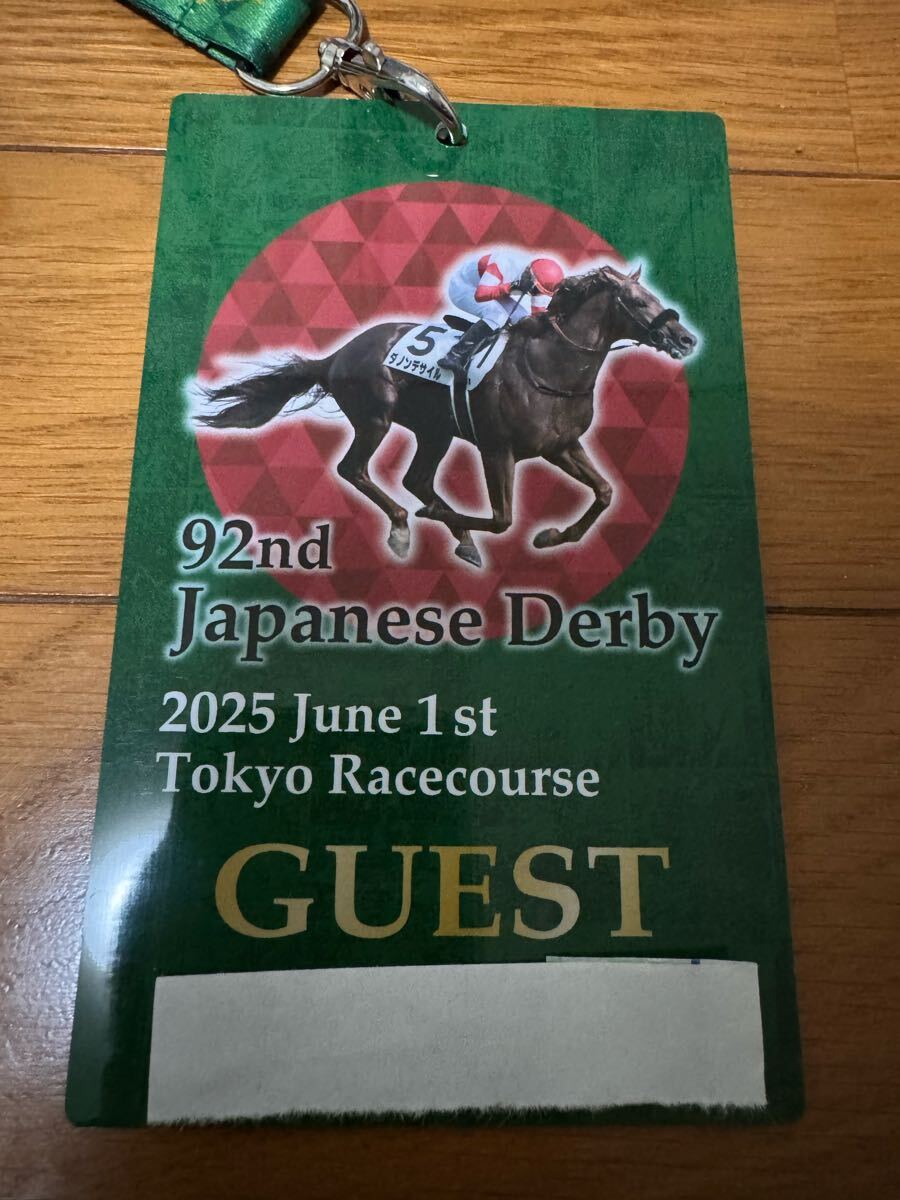 5
ダノンデサイル
92nd
Japanese Derby
2025 June 1st
Tokyo Racecourse
GUEST